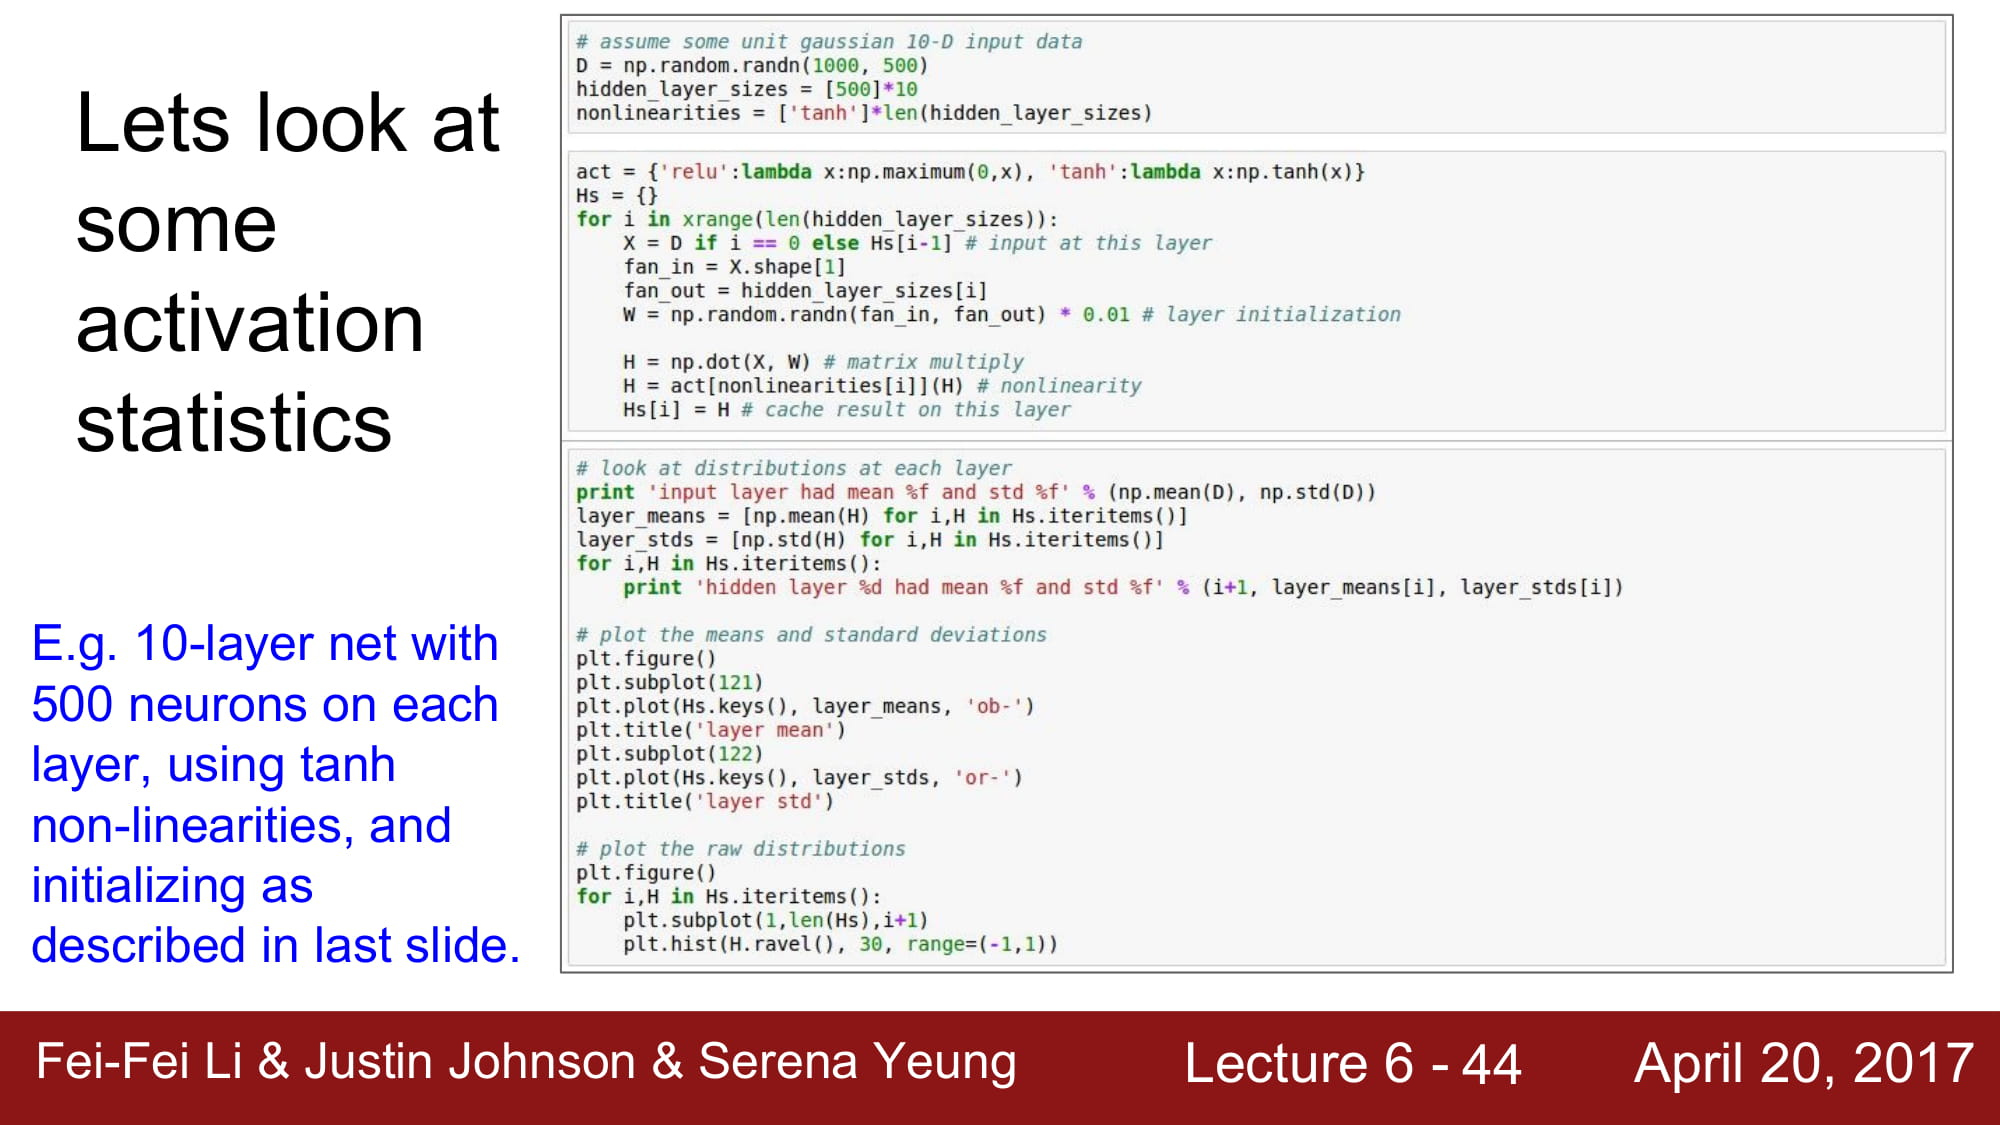 Lets look at
some
activation
statistics
E.g. 10-layer net with
500 neurons on each
layer, using tanh
non-linearities, and
initializing as
described in last slide.
# assume some unit gaussian 10-D input data
D = np.random.randn(1000, 500)
hidden_layer_sizes = [500]*10
nonlinearities = ['tanh']*len(hidden_layer_sizes)
act = {'relu':lambda x:np.maximum(0,x), 'tanh':lambda x:np.tanh(x)}
Hs = {}
for i in xrange(len(hidden_layer_sizes)):
    X = D if i == 0 else Hs[i-1] # input at this layer
    fan_in = X.shape[1]
    fan_out = hidden_layer_sizes[i]
    W = np.random.randn(fan_in, fan_out) * 0.01 # layer initialization
    H = np.dot(X, W) # matrix multiply
    H = act[nonlinearities[i]](H) # nonlinearity
    Hs[i] = H # cache result on this layer
# look at distributions at each layer
print 'input layer had mean %f and std %f' % (np.mean(D), np.std(D))
layer_means = [np.mean(H) for i,H in Hs.iteritems()]
layer_stds = [np.std(H) for i,H in Hs.iteritems()]
for i,H in Hs.iteritems():
    print 'hidden layer %d had mean %f and std %f' % (i+1, layer_means[i], layer_stds[i])
# plot the means and standard deviations
plt.figure()
plt.subplot(121)
plt.plot(Hs.keys(), layer_means, 'ob-')
plt.title('layer mean')
plt.subplot(122)
plt.plot(Hs.keys(), layer_stds, 'or-')
plt.title('layer std')
# plot the raw distributions
plt.figure()
for i,H in Hs.iteritems():
    plt.subplot(1,len(Hs),i+1)
    plt.hist(H.ravel(), 30, range=(-1,1))
Fei-Fei Li & Justin Johnson & Serena Yeung
Lecture 6 - 44
April 20, 2017